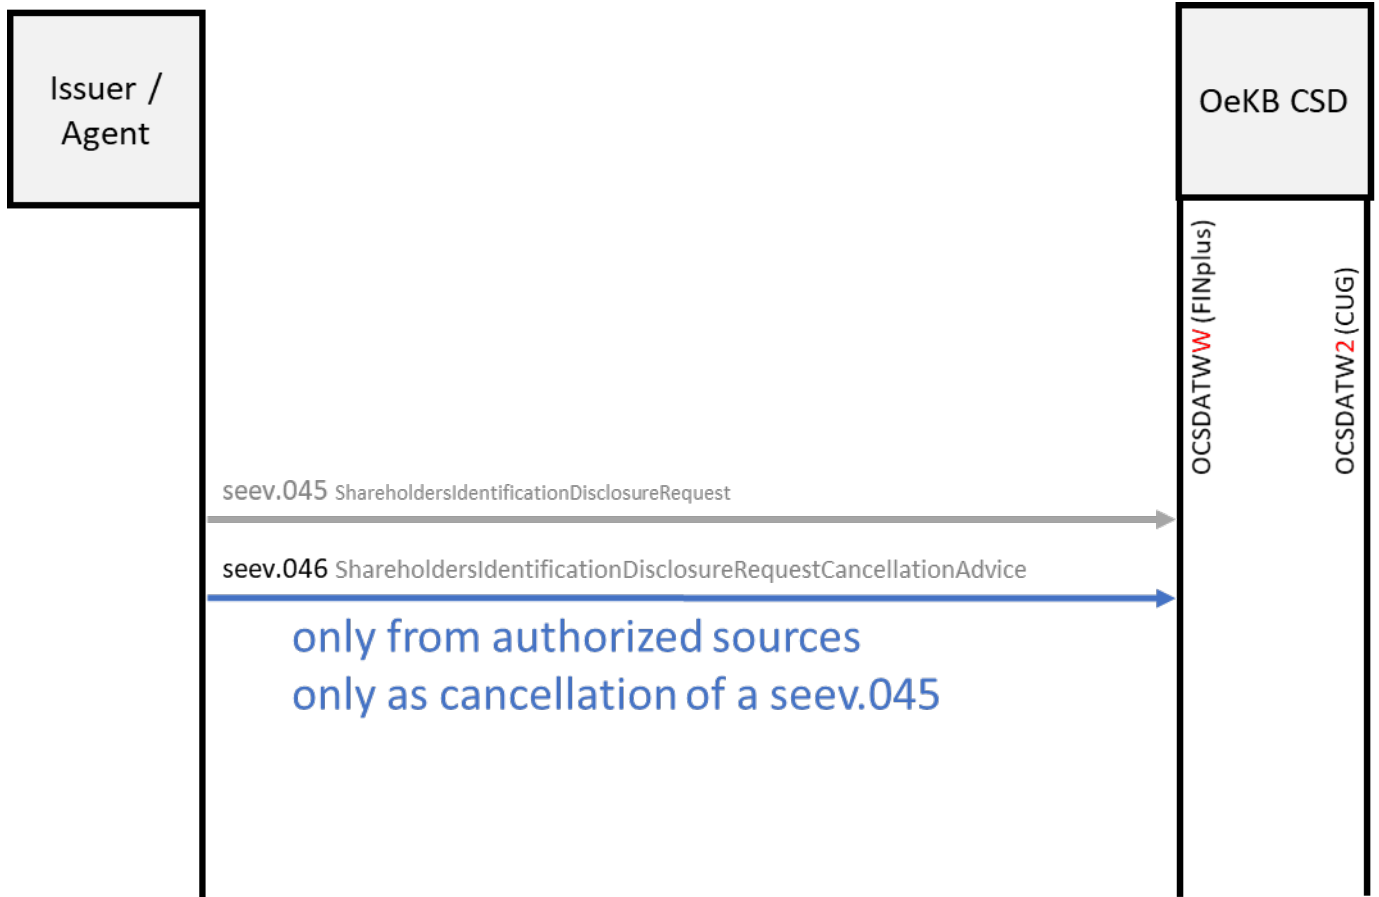 Issuer /
Agent
OeKB CSD
OCSDATWW (FINplus)
OCSDATW2 (CUG)
seev.045 ShareholdersIdentificationDisclosureRequest
seev.046 ShareholdersIdentificationDisclosureRequestCancellationAdvice
only from authorized sources
only as cancellation of a seev.045